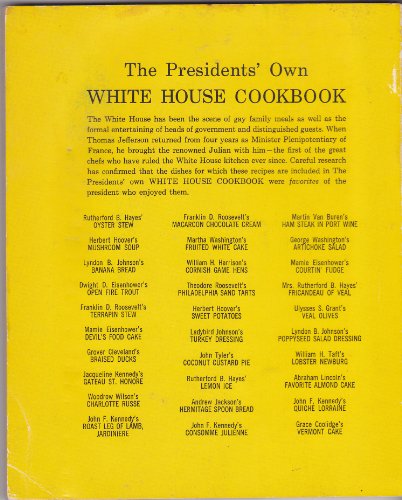 The Presidents' Own
WHITE HOUSE COOKBOOK
The White House has been the scene of gay family meals as well as the
formal entertaining of heads of government and distinguished guests. When
Thomas Jefferson returned from four years as Minister Plenipotentiary of
France, he brought the renowned Julian with him—the first of the great
chefs who have ruled the White House kitchen ever since. Careful research
has confirmed that the dishes for which these recipes are included in The
Presidents' own WHITE HOUSE COOKBOOK were favorites of the
president who enjoyed them.
Rutherford B. Hayes'
OYSTER STEW
Herbert Hoover's
MUSHROOM SOUP
Lyndon B. Johnson's
BANANA BREAD
Dwight D. Eisenhower's
OPEN FIRE TROUT
Franklin D. Roosevelt's
TERRAPIN STEW
Mamie Eisenhower's
DEVIL'S FOOD CAKE
Grover Cleveland's
BRAISED DUCKS
Jacqueline Kennedy's
GATEAU ST. HONORE
Woodrow Wilson's
CHARLOTTE RUSSE
John F. Kennedy's
ROAST LEG OF LAMB,
JARDINIERE
Franklin D. Roosevelt's
MACAROON CHOCOLATE CREAM
Martha Washington's
FRUITED WHITE CAKE
William H. Harrison's
CORNISH GAME HENS
Theodore Roosevelt's
PHILADELPHIA SAND TARTS
Herbert Hoover's
SWEET POTATOES
Ladybird Johnson's
TURKEY DRESSING
John Tyler's
COCONUT CUSTARD PIE
Rutherford B. Hayes'
LEMON ICE
Andrew Jackson's
HERMITAGE SPOON BREAD
John F. Kennedy's
CONSOMME JULIENNE
Martin Van Buren's
HAM STEAK IN PORT WINE
George Washington's
ARTICHOKE SALAD
Mamie Eisenhower's
COURTIN' FUDGE
Mrs. Rutherford B. Hayes'
FRICANDEAU OF VEAL
Ulysses S. Grant's
VEAL OLIVES
Lyndon B. Johnson's
POPPYSEED SALAD DRESSING
William H. Taft's
LOBSTER NEWBURG
Abraham Lincoln's
FAVORITE ALMOND CAKE
John F. Kennedy's
QUICHE LORRAINE
Grace Coolidge's
VERMONT CAKE